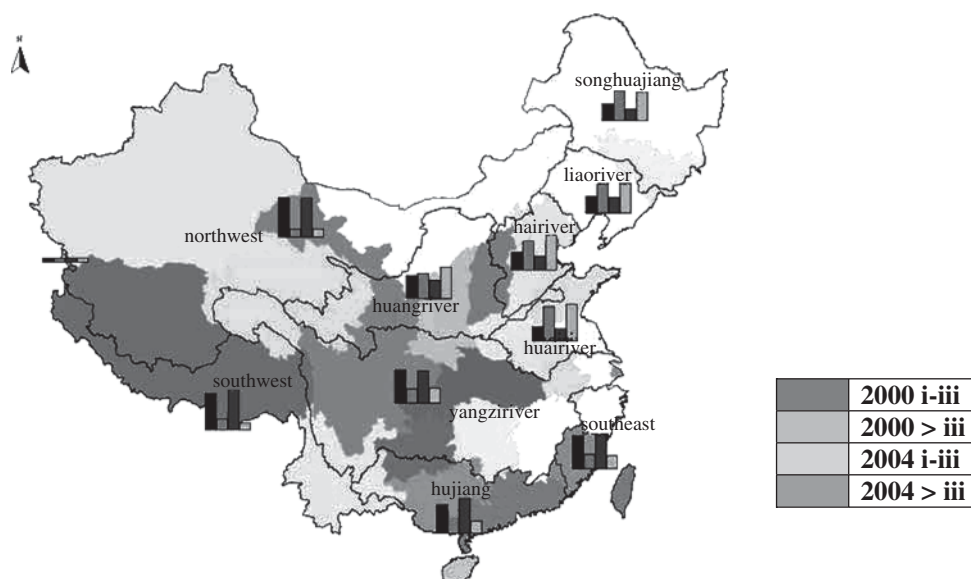 N
songhuajiang
liaoriver
hairiver
northwest
huangriver
huairiver
southwest
yangziriver
southeast
hujiang
2000 i-iii
2000 > iii
2004 i-iii
2004 > iii